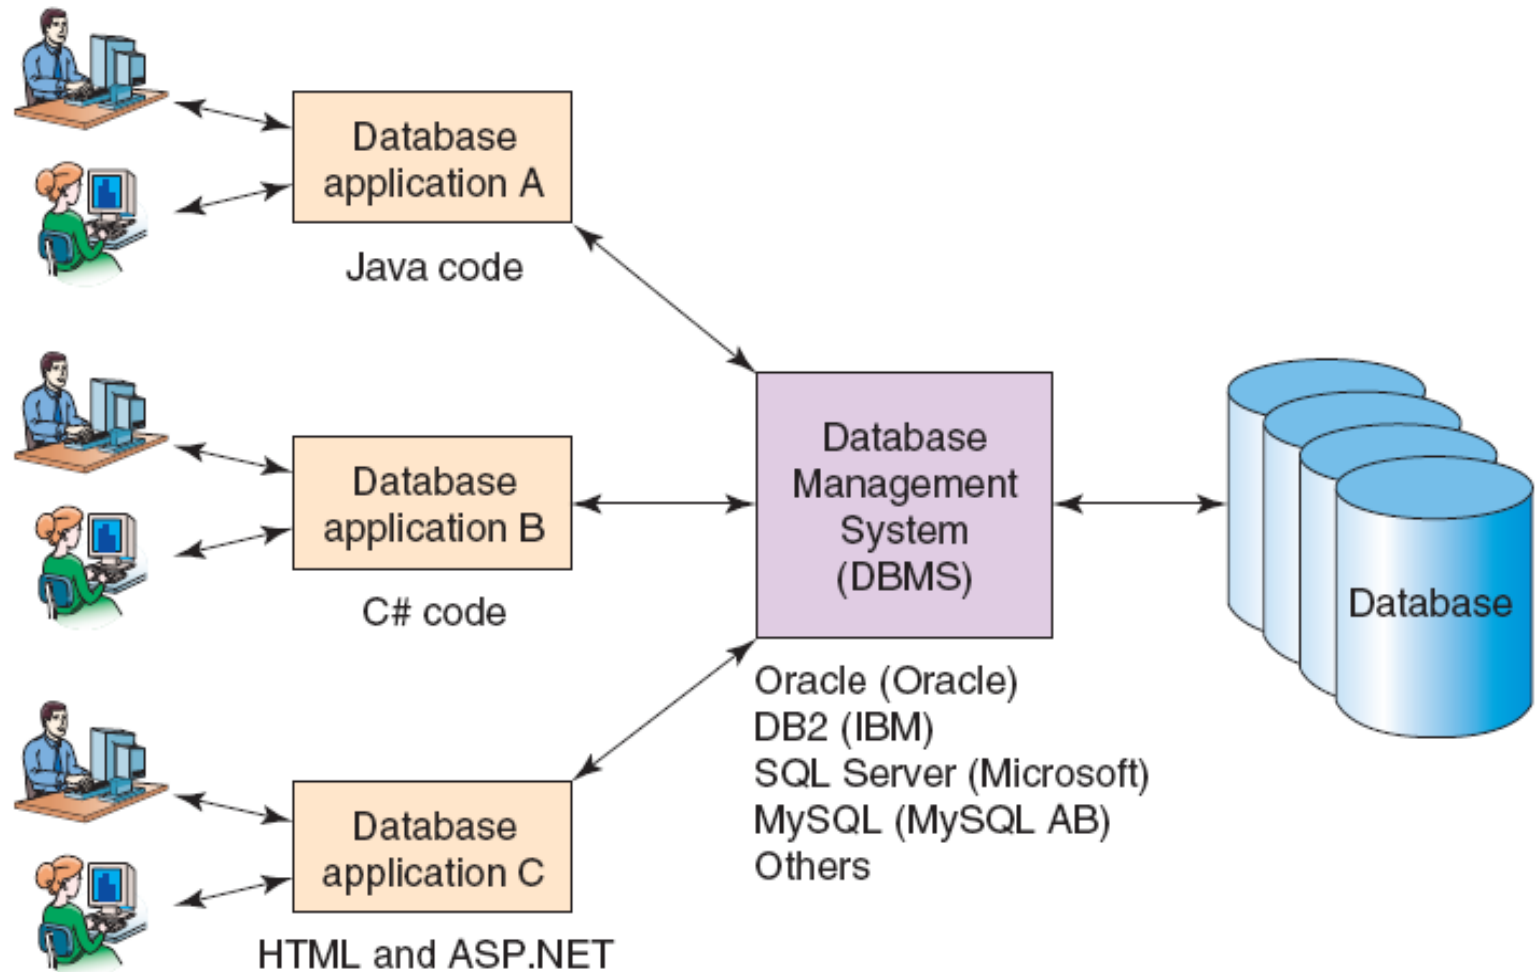 Database
application A
Java code
Database
application B
C# code
Database
application C
HTML and ASP.NET
Database
Management
System
(DBMS)
Oracle (Oracle)
DB2 (IBM)
SQL Server (Microsoft)
MySQL (MySQL AB)
Others
Database